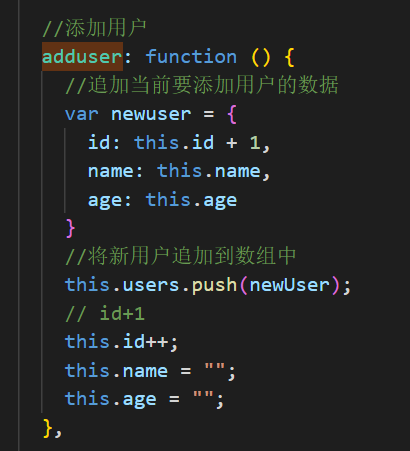 //添加用户
adduser: function () {
//追加当前要添加用户的数据
var newuser = {
id: this.id + 1,
name: this.name,
age: this.age
}
//将新用户追加到数组中
this.users.push(newUser);
// id+1
this.id++;
this.name = "";
this.age = "";
},